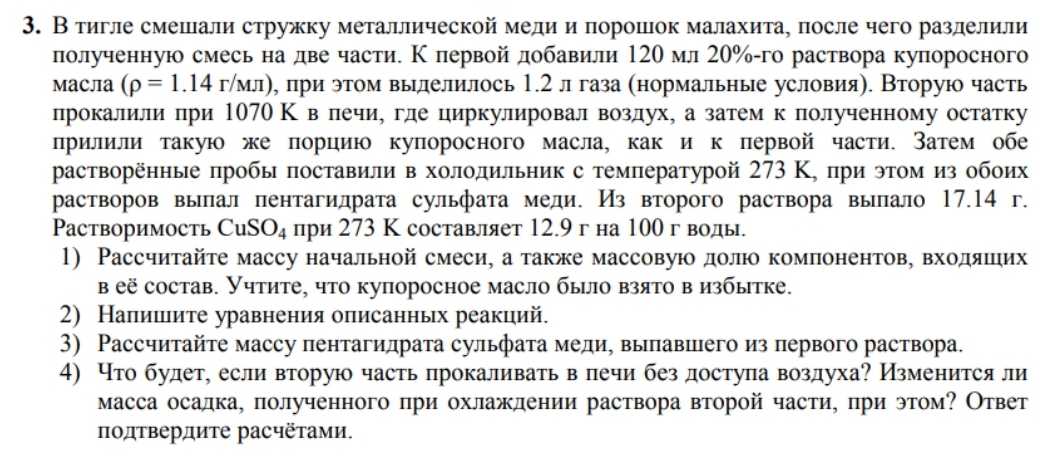 3. В тигле смешали стружку металлической меди и порошок малахита, после чего разделили
полученную смесь на две части. К первой добавили 120 мл 20%-го раствора купоросного
масла (ρ = 1.14 г/мл), при этом выделилось 1.2 л газа (нормальные условия). Вторую часть
прокалили при 1070 К в печи, где циркулировал воздух, а затем к полученному остатку
прилили такую же порцию купоросного масла, как и к первой части. Затем обе
растворённые пробы поставили в холодильник с температурой 273 К, при этом из обоих
растворов выпал пентагидрата сульфата меди. Из второго раствора выпало 17.14 г.
Растворимость CuSO₄ при 273 К составляет 12.9 г на 100 г воды.
1) Рассчитайте массу начальной смеси, а также массовую долю компонентов, входящих
в её состав. Учтите, что купоросное масло было взято в избытке.
2) Напишите уравнения описанных реакций.
3) Рассчитайте массу пентагидрата сульфата меди, выпавшего из первого раствора.
4) Что будет, если вторую часть прокаливать в печи без доступа воздуха? Изменится ли
масса осадка, полученного при охлаждении раствора второй части, при этом? Ответ
подтвердите расчётами.